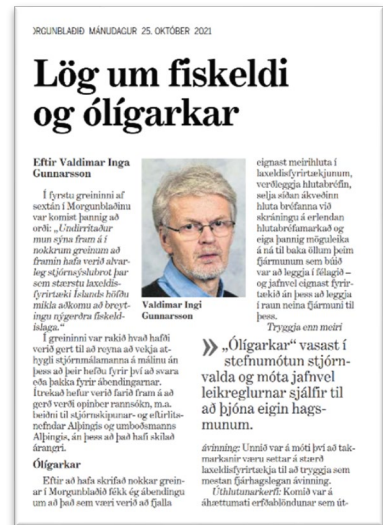 ORGUNBLAÐIÐ MÁNUDAGUR 25. OKTÓBER 2021
Lög um fiskeldi
og ólígarkar
Eftir Valdimar Inga
Gunnarsson
Í fyrstu greininni af
sextán í Morgunblaðinu
var komist þannig að
orði: „Undirritaður
mun sýna fram á í
nokkrum greinum að
framin hafa verið alvar-
leg stjórnsýslubrot þar
sem stærstu laxeldis-
fyrirtæki Íslands höfðu
mikla aðkomu að breyt-
ingu nýgerðra fiskeld-
islaga.“
Í greininni var rakið hvað hafði
verið gert til að reyna að vekja at-
hygli stjórnmálamanna á málinu án
þess að þeir hefðu fyrir því að svara
eða þakka fyrir ábendingarnar.
Ítrekað hefur verið farið fram á að
gerð verði opinber rannsókn, m.a.
beiðni til stjórnskipunar- og eftirlits-
nefndar Alþingis og umboðsmanns
Alþingis, án þess að það hafi skilað
árangri.
Ólígarkar
Eftir að hafa skrifað nokkar grein-
ar í Morgunblaðið fékk ég ábendingu
um að það sem væri verið að fjalla
Valdimar Ingi
Gunnarsson
eignast meirihluta í
laxeldisfyrirtækjunum,
verðleggja hlutabréfin,
selja síðan ákveðinn
hluta bréfanna við
skráningu á erlendan
hlutabréfamarkað og
eiga þannig möguleika
á ná til baka öllum þeim
fjármunum sem búið
var að leggja í félagið –
og jafnvel eignast fyrir-
tækið án þess að leggja
í raun neina fjármuni til
þess.
Tryggja enn meiri
» „Ólígarkar“ vasast í
stefnumótun stjórn-
valda og móta jafnvel
leikreglurnar sjálfir til
að þjóna eigin hags-
munum.
ávinning: Unnið var á móti því að tak-
markanir væru settar á stærð
laxeldisfyrirtækja til að tryggja sem
mestan fjárhagslegan ávinning.
Úthlutunarkerfi: Komið var á
áhættumati erfðablöndunar sem út-